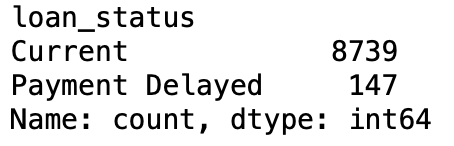 loan_status
Current 8739
Payment Delayed 147
Name: count, dtype: int64